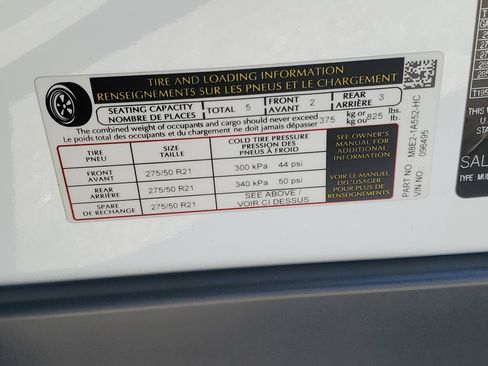 TIRE AND LOADING INFORMATION
RENSEIGNEMENTS SUR LES PNEUS ET LE CHARGEMENT
SEATING CAPACITY
NOMBRE DE PLACES
TOTAL 5
FRONT
AVANT 2
REAR
ARRIÈRE 3
The combined weight of occupants and cargo should never exceed
Le poids total des occupants et du chargement ne doit jamais dépasser
375 kg or 825 lbs.
kg ou lb.
TIRE
PNEU
SIZE
TAILLE
COLD TIRE PRESSURE
PRESSION DES
PNEUS À FROID
FRONT
AVANT
275/50 R21
300 kPa 44 psi
REAR
ARRIÈRE
275/50 R21
340 kPa 50 psi
SPARE
DE RECHANGE
275/50 R21
SEE ABOVE /
VOIR CI DESSUS
SEE OWNER'S
MANUAL FOR
ADDITIONAL
INFORMATION
VOIR LE MANUEL
DE L'USAGER
POUR PLUS DE
RENSEIGNEMENTS
PART NO M8E2-1A552-HC
VIN NO 096495
THIS V
U.
MA
SAL
TYPE MU